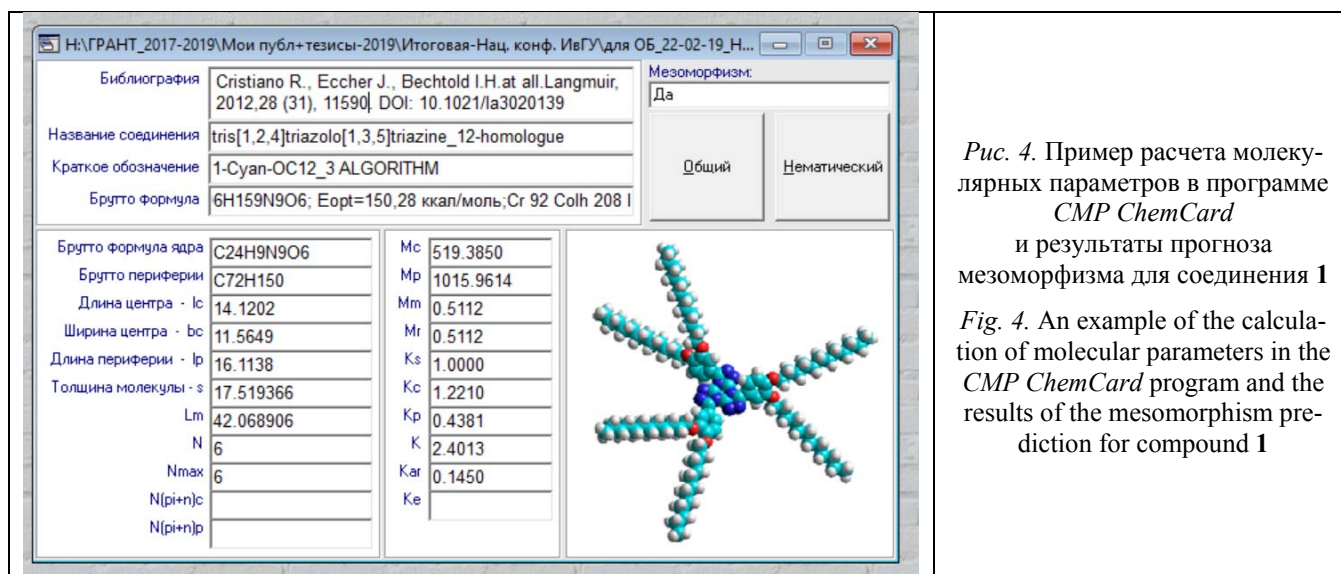 H:\ГРАНТ_2017-2019\Мои публ+тезисы-2019\Итоговая-Нац. конф. ИвГУ\для ОБ_22-02-19_Н...
Библиография
Cristiano R., Eccher J., Bechtold I.H.at all.Langmuir,
2012,28 (31), 11590. DOI: 10.1021/la3020139
Название соединения tris[1,2,4]triazolo[1,3,5]triazine_12-homologue
Краткое обозначение 1-Cyan-OC12_3 ALGORITHM
Брутто формула 6H159N9O6; Eopt=150,28 ккал/моль;Cr 92 Colh 208 I
Мезоморфизм:
Да
Общий
Нематический
Брутто формула ядра C24H9N9O6
Брутто периферии C72H150
Длина центра - lc 14.1202
Ширина центра - bc 11.5649
Длина периферии - lp 16.1138
Толщина молекулы - s 17.519366
Lm 42.068906
N 6
Nmax 6
N(pi+n)c
N(pi+n)p
Mc 519.3850
Mp 1015.9614
Mm 0.5112
Mr 0.5112
Ks 1.0000
Kc 1.2210
Kp 0.4381
K 2.4013
Kar 0.1450
Ke
Рис. 4. Пример расчета молеку-
лярных параметров в программе
CMP ChemCard
и результаты прогноза
мезоморфизма для соединения 1
Fig. 4. An example of the calcula-
tion of molecular parameters in the
CMP ChemCard program and the
results of the mesomorphism pre-
diction for compound 1